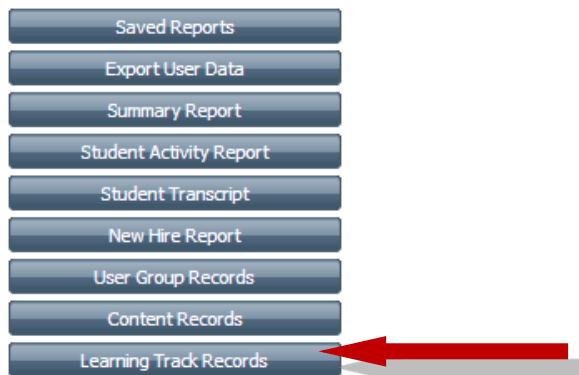 Saved Reports
Export User Data
Summary Report
Student Activity Report
Student Transcript
New Hire Report
User Group Records
Content Records
Learning Track Records